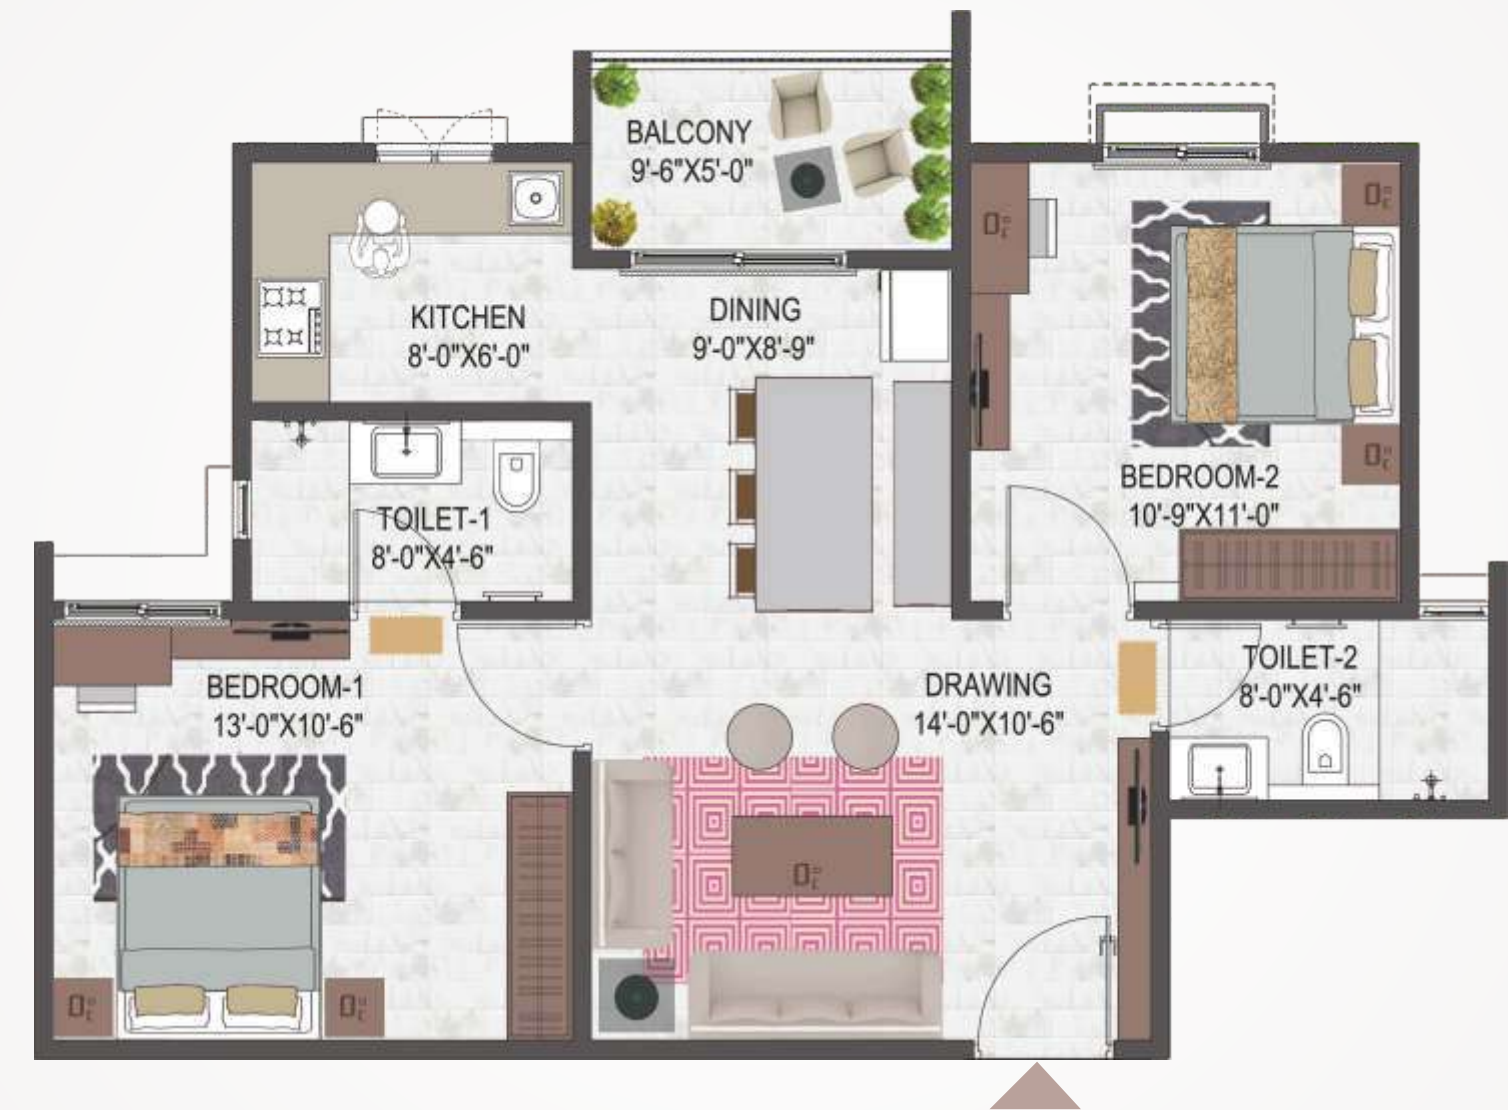 BALCONY
9'-6"X5'-0"
KITCHEN
8'-0"X6'-0"
DINING
9'-0"X8'-9"
BEDROOM-2
10'-9"X11'-0"
TOILET-1
8'-0"X4'-6"
BEDROOM-1
13'-0"X10'-6"
DRAWING
14'-0"X10'-6"
TOILET-2
8'-0"X4'-6"